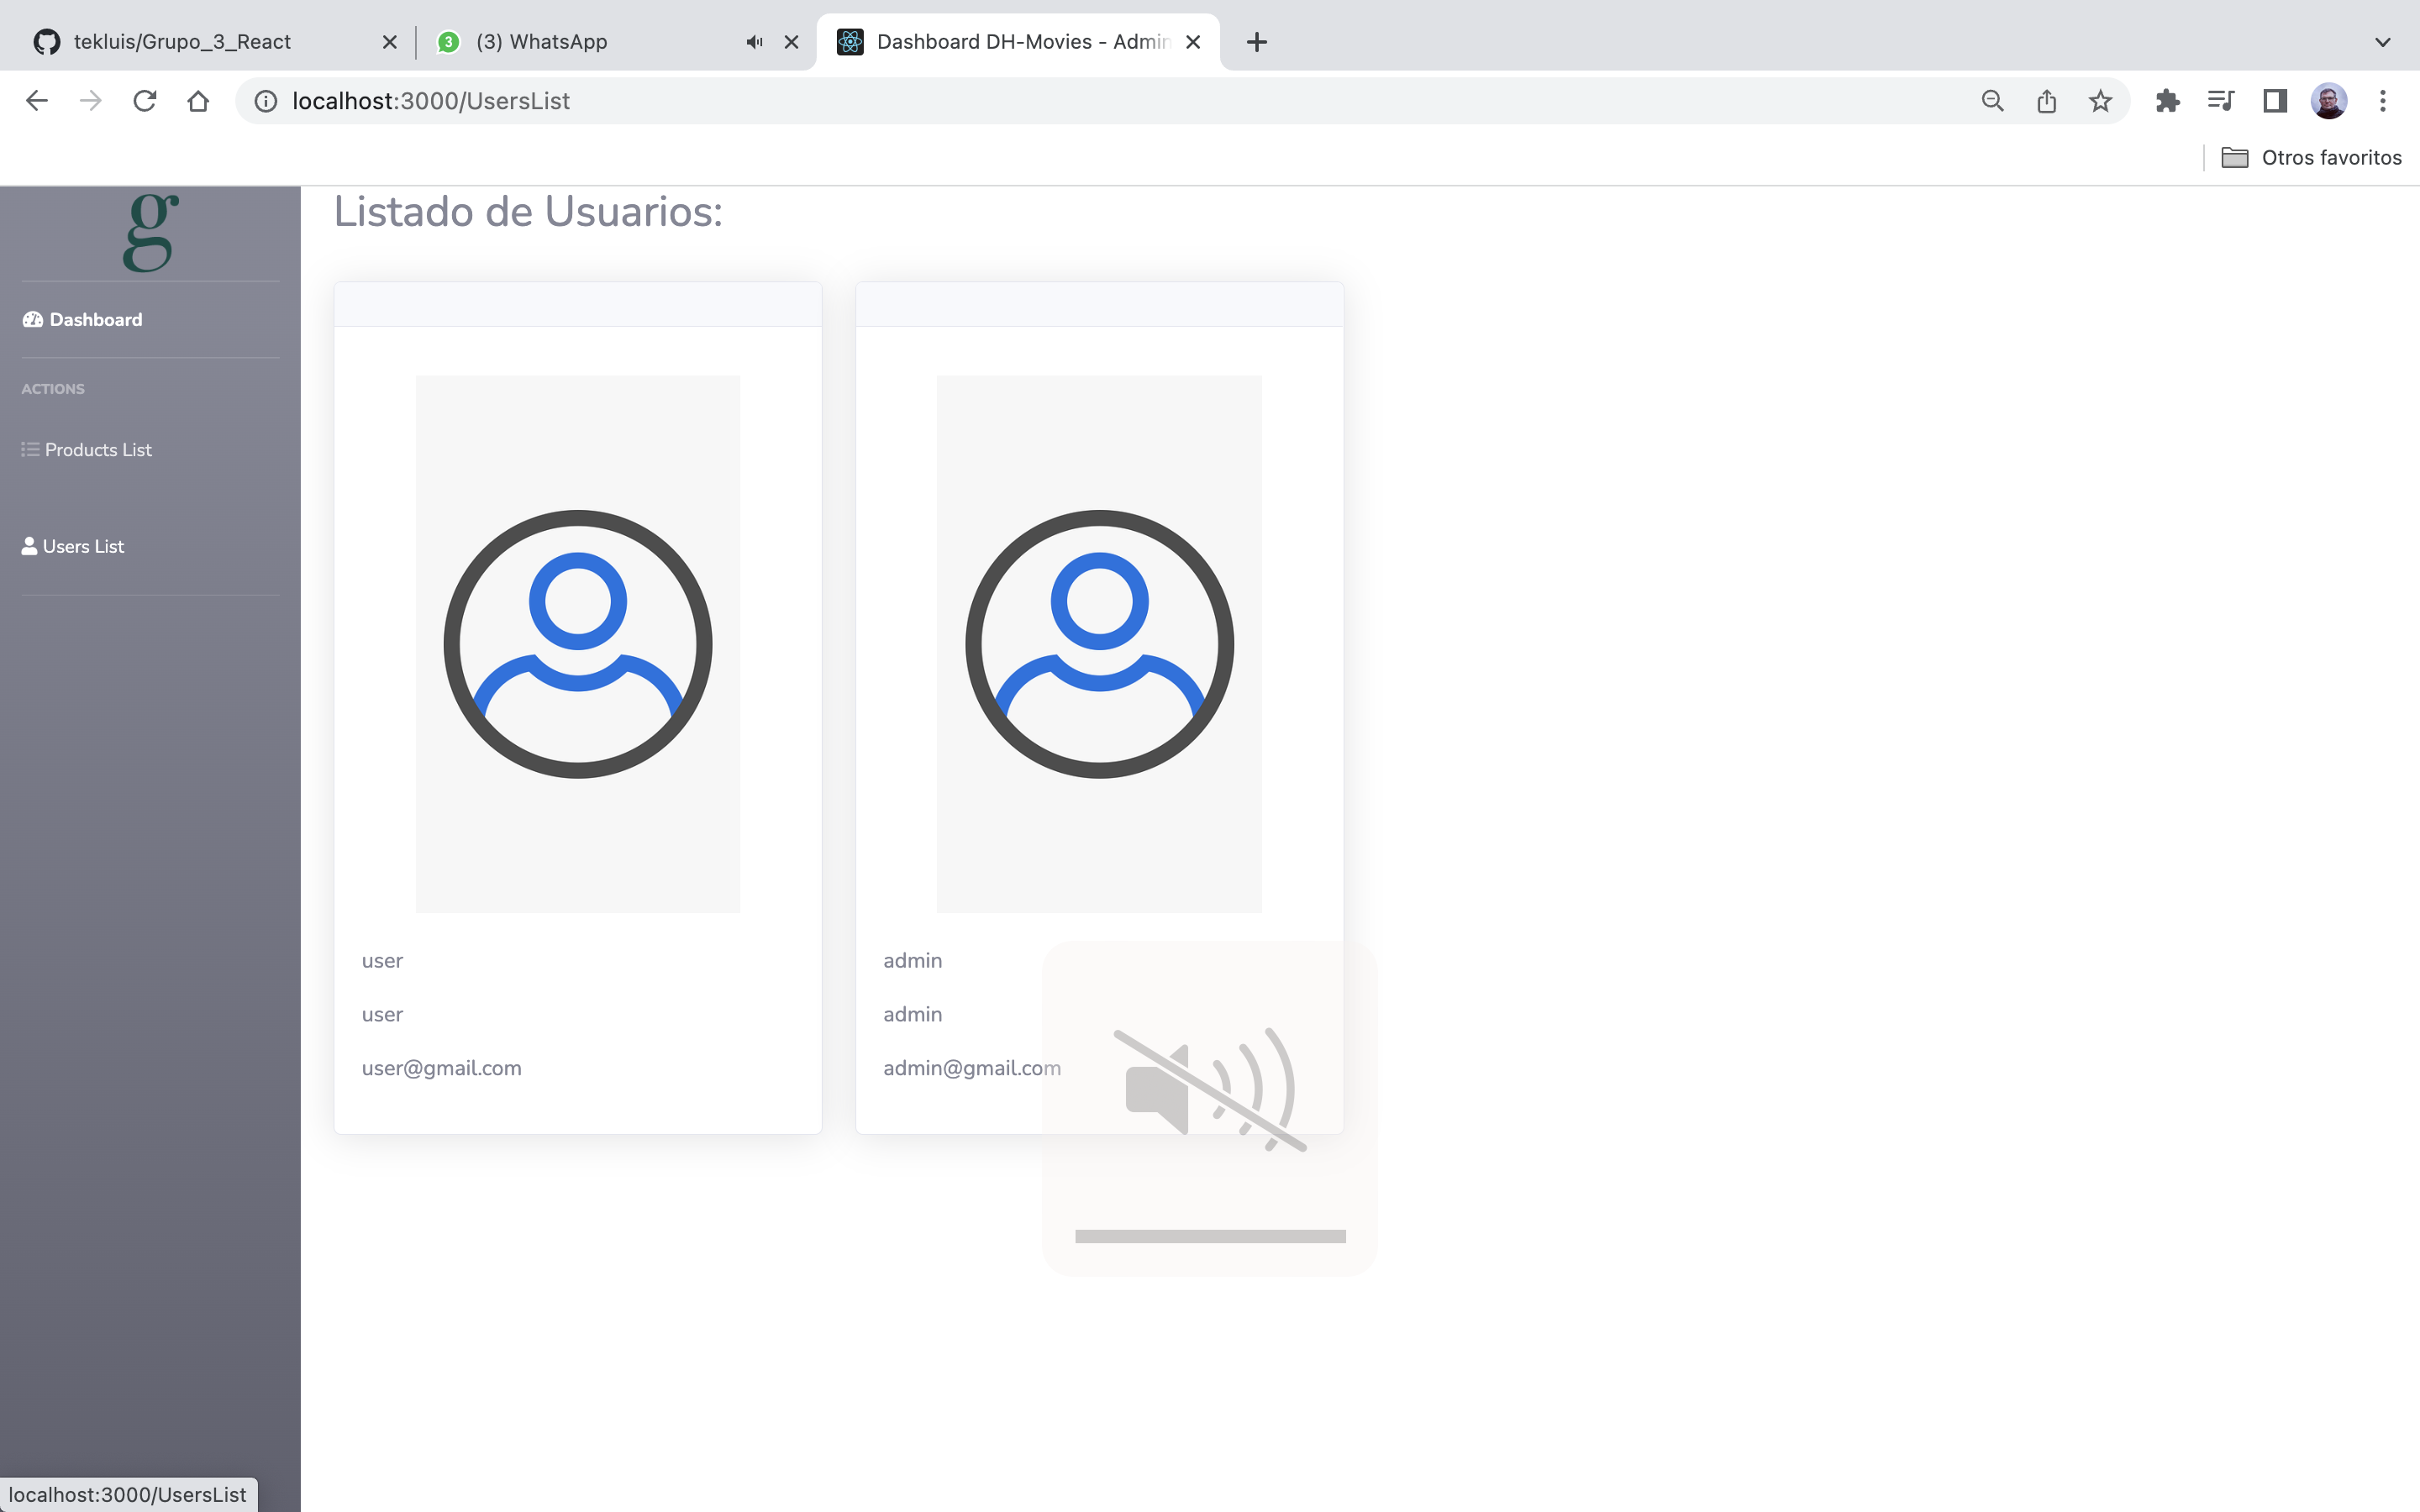 tekluis/Grupo_3_React
3
(3) WhatsApp
Dashboard DH-Movies - Admin
localhost:3000/UsersList
Otros favoritos
g
Listado de Usuarios:
Dashboard
ACTIONS
Products List
Users List
user
user
user@gmail.com
admin
admin
admin@gmail.com
localhost:3000/UsersList